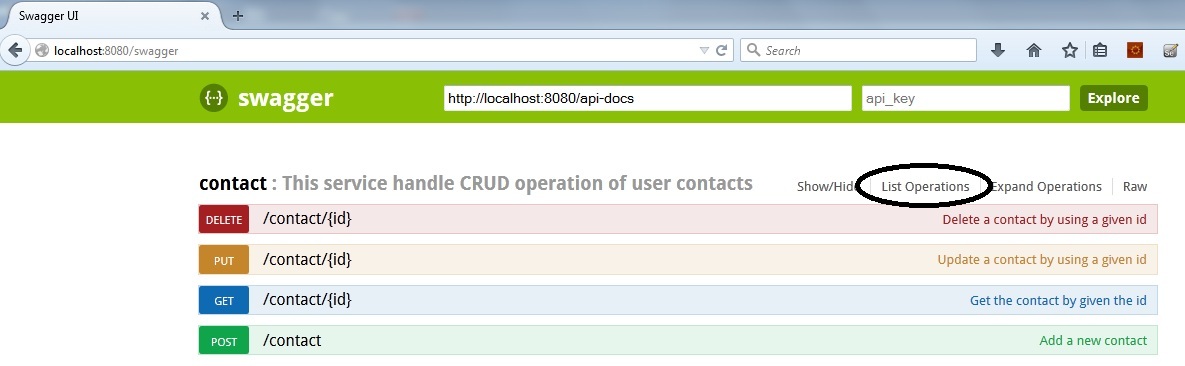 Swagger UI
localhost:8080/swagger
Search
swagger
http://localhost:8080/api-docs
api_key
Explore
contact : This service handle CRUD operation of user contacts
Show/Hid List Operations Expand Operations Raw
DELETE /contact/{id} Delete a contact by using a given id
PUT /contact/{id} Update a contact by using a given id
GET /contact/{id} Get the contact by given the id
POST /contact Add a new contact